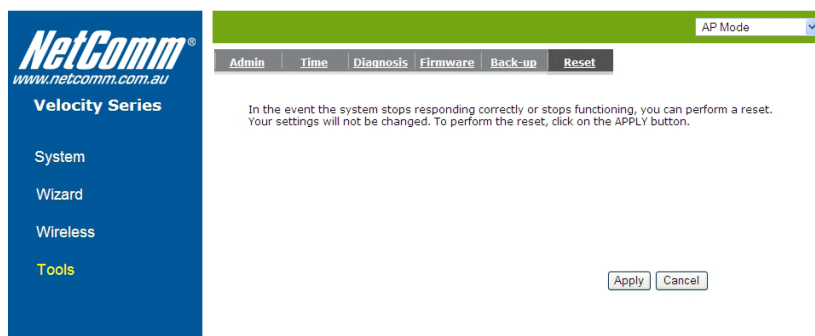 AP Mode
NetComm®
www.netcomm.com.au
Velocity Series
System
Wizard
Wireless
Tools
Admin Time Diagnosis Firmware Back-up Reset
In the event the system stops responding correctly or stops functioning, you can perform a reset.
Your settings will not be changed. To perform the reset, click on the APPLY button.
Apply Cancel